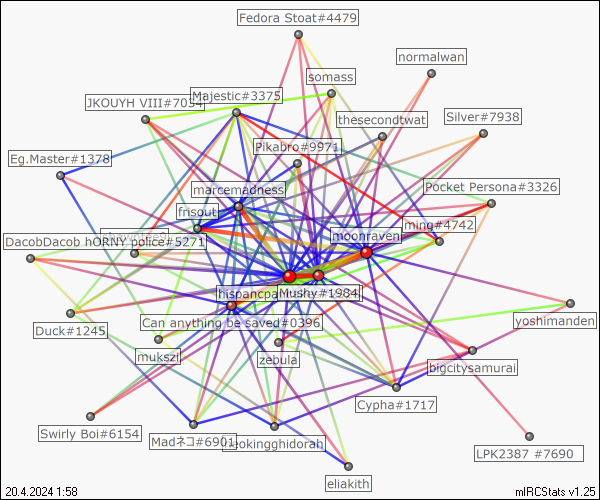 Fedora Stoat#4479
normalwan
somass
Majestic#3375
JKOUYH VIII#7034
thesecondtwat
Silver#7938
Pikabro#9971
Eg.Master#1378
marcemadness
Pocket Persona#3326
frisout
ming#4742
moonraven
DacobDacob hORNY police#5271
hispancpa
Mushy#1984
yoshimanden
Can anything be saved#0396
Duck#1245
mukszil
zebula
bigcitysamurai
Cypha#1717
Swirly Boi#6154
Madネコ#6901
okingghidorah
LPK2387 #7690
eliakith
20.4.2024 1:58
mIRCStats v1.25